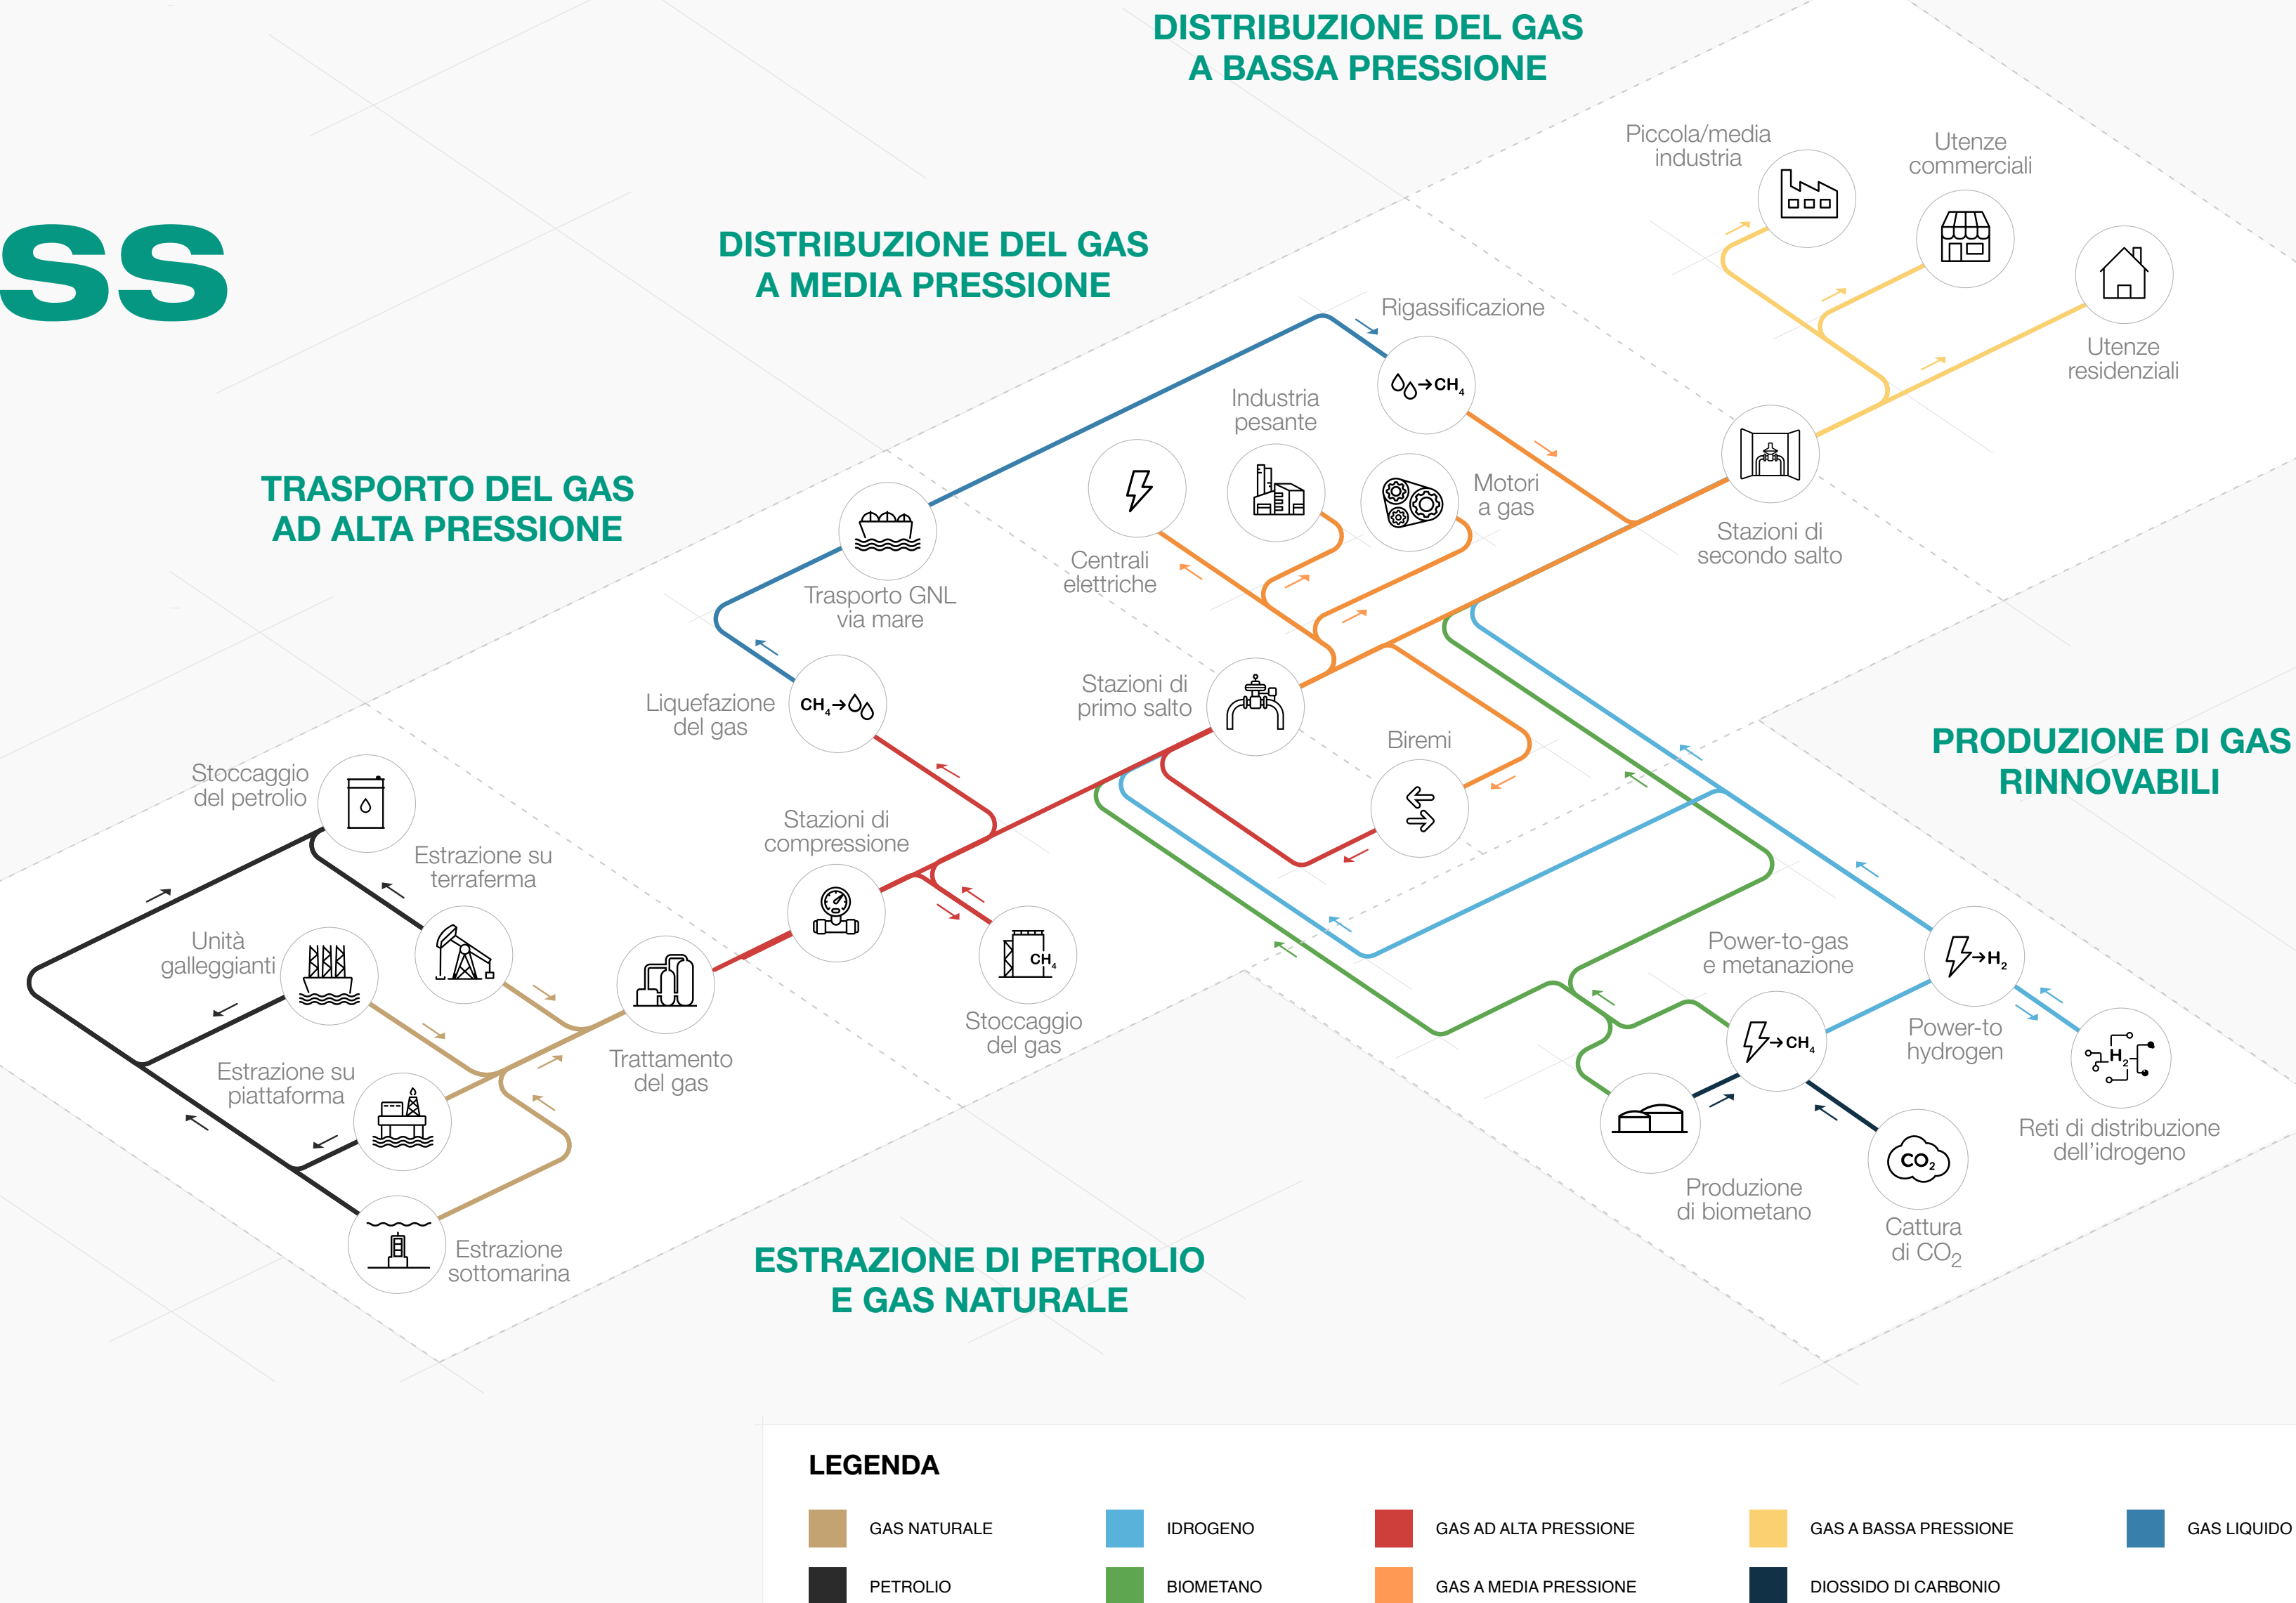 DISTRIBUZIONE DEL GAS
A BASSA PRESSIONE
Piccola/media
industria
Utenze
commerciali
Utenze
residenziali
ss
DISTRIBUZIONE DEL GAS
A MEDIA PRESSIONE
Rigassificazione
→CH4
Industria
pesante
Motori
a gas
Centrali
elettriche
Stazioni di
secondo salto
TRASPORTO DEL GAS
AD ALTA PRESSIONE
Trasporto GNL
via mare
Liquefazione
del gas
CH4→
Stazioni di
primo salto
Biremi
PRODUZIONE DI GAS
RINNOVABILI
Stoccaggio
del petrolio
Stazioni di
compressione
Estrazione su
terraferma
Unità
galleggianti
CH4
Stoccaggio
del gas
Trattamento
del gas
Estrazione su
piattaforma
Estrazione
sottomarina
Power-to-gas
e metanazione
→CH4
→H2
Power-to
hydrogen
H2
Reti di distribuzione
dell'idrogeno
Produzione
di biometano
CO2
Cattura
di CO2
ESTRAZIONE DI PETROLIO
E GAS NATURALE
LEGENDA
GAS NATURALE
IDROGENO
GAS AD ALTA PRESSIONE
GAS A BASSA PRESSIONE
GAS LIQUIDO
PETROLIO
BIOMETANO
GAS A MEDIA PRESSIONE
DIOSSIDO DI CARBONIO